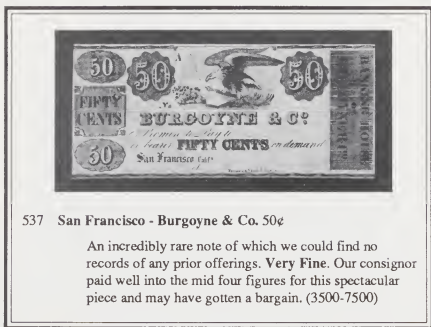 50 50 50
FIFTY
CENTS
No
BURGOYNE & Co
Promise to Pay to
bearer FIFTY CENTS on demand
50 San Francisco Cala
537 San Francisco - Burgoyne & Co. 50¢
An incredibly rare note of which we could find no
records of any prior offerings. Very Fine. Our consignor
paid well into the mid four figures for this spectacular
piece and may have gotten a bargain. (3500-7500)